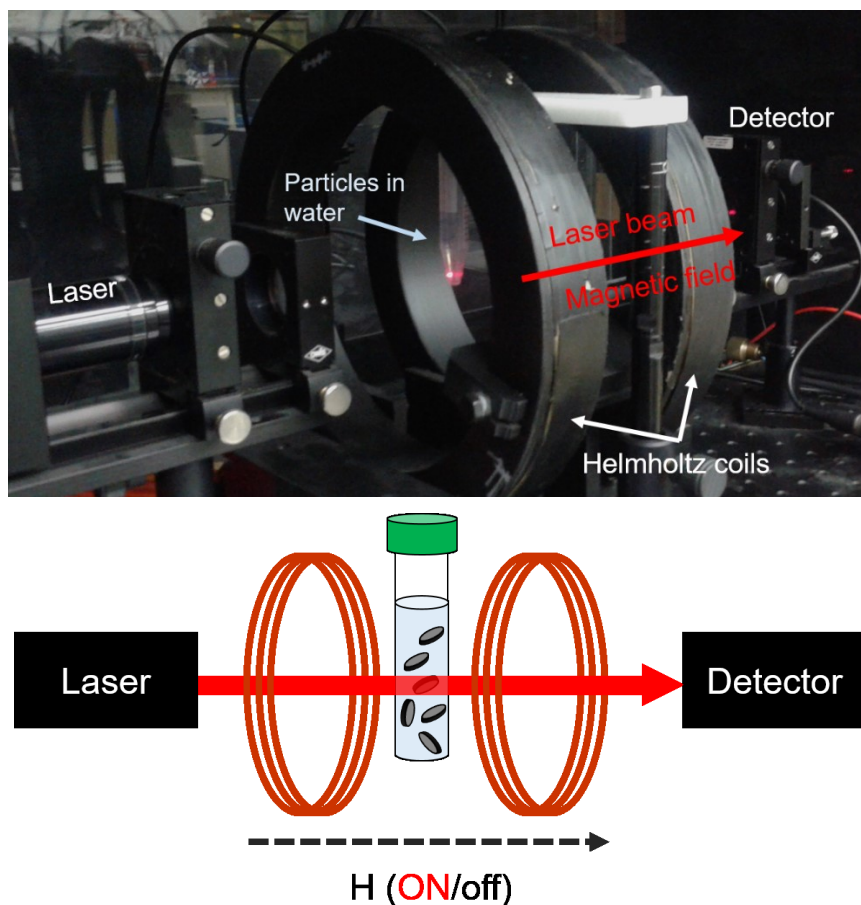 Detector
Particles in
water
Laser beam
Laser
Magnetic field
Helmholtz coils
Laser
Detector
H (ON/off)